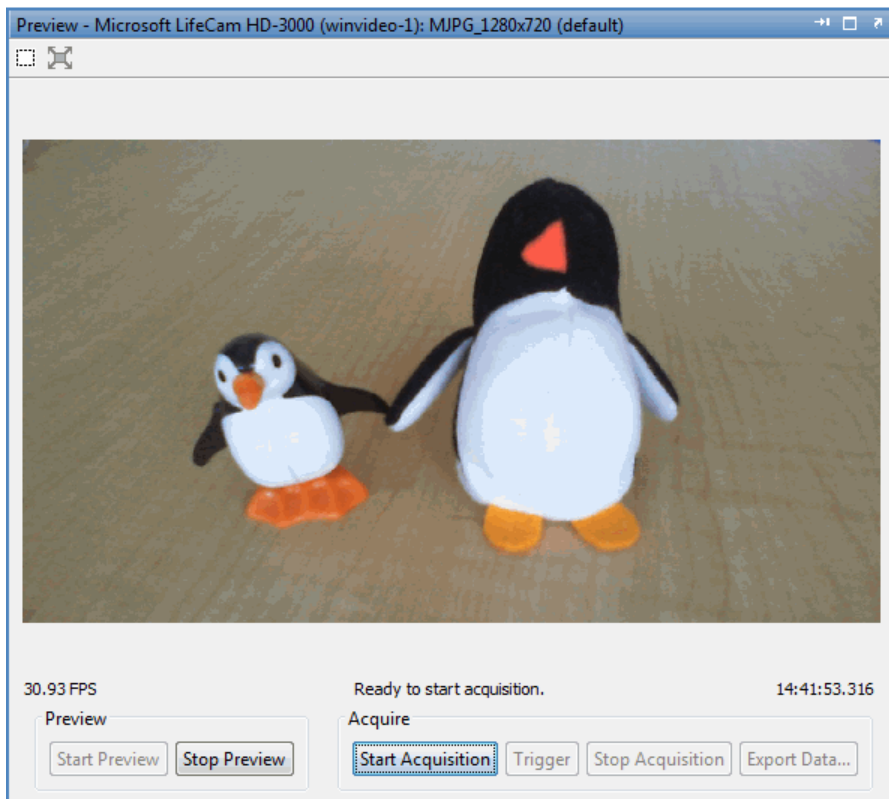 Preview - Microsoft LifeCam HD-3000 (winvideo-1): MJPG_1280x720 (default)
30.93 FPS Ready to start acquisition. 14:41:53.316
Preview Acquire
Start Preview Stop Preview Start Acquisition Trigger Stop Acquisition Export Data...